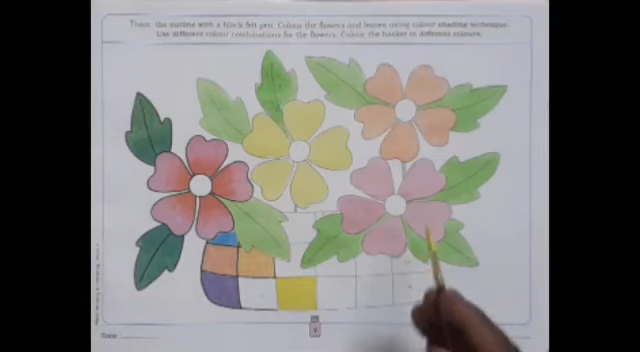 Trace the outline with a black felt pen. Colour the flowers and leaves using colour shading technique.
Use different colour combinations for the flowers. Colour the basket in different colours.